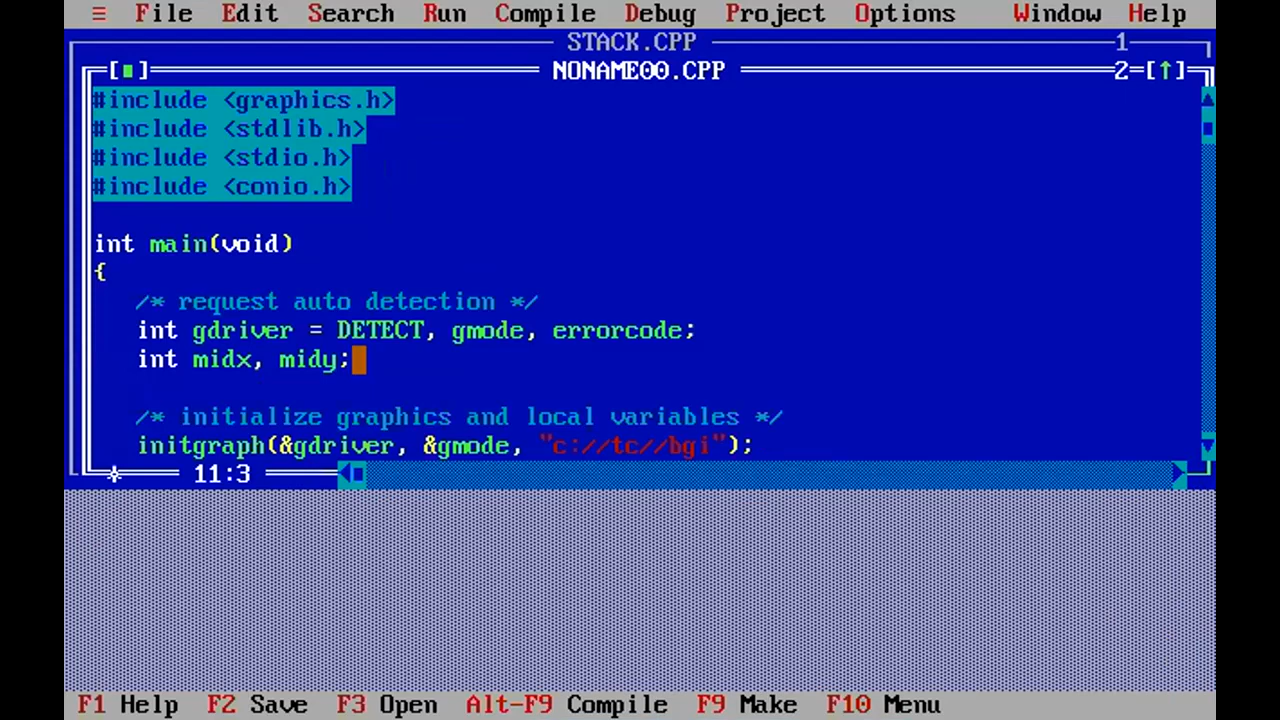 ≡ File Edit Search Run Compile Debug Project Options Window Help
STACK.CPP 1
[■] NONAME00.CPP 2=[↑]
#include <graphics.h>
#include <stdlib.h>
#include <stdio.h>
#include <conio.h>
int main(void)
{
/* request auto detection */
int gdriver = DETECT, gmode, errorcode;
int midx, midy;
/* initialize graphics and local variables */
initgraph(&gdriver, &gmode, "c://tc//bgi");
11:3
F1 Help F2 Save F3 Open Alt-F9 Compile F9 Make F10 Menu